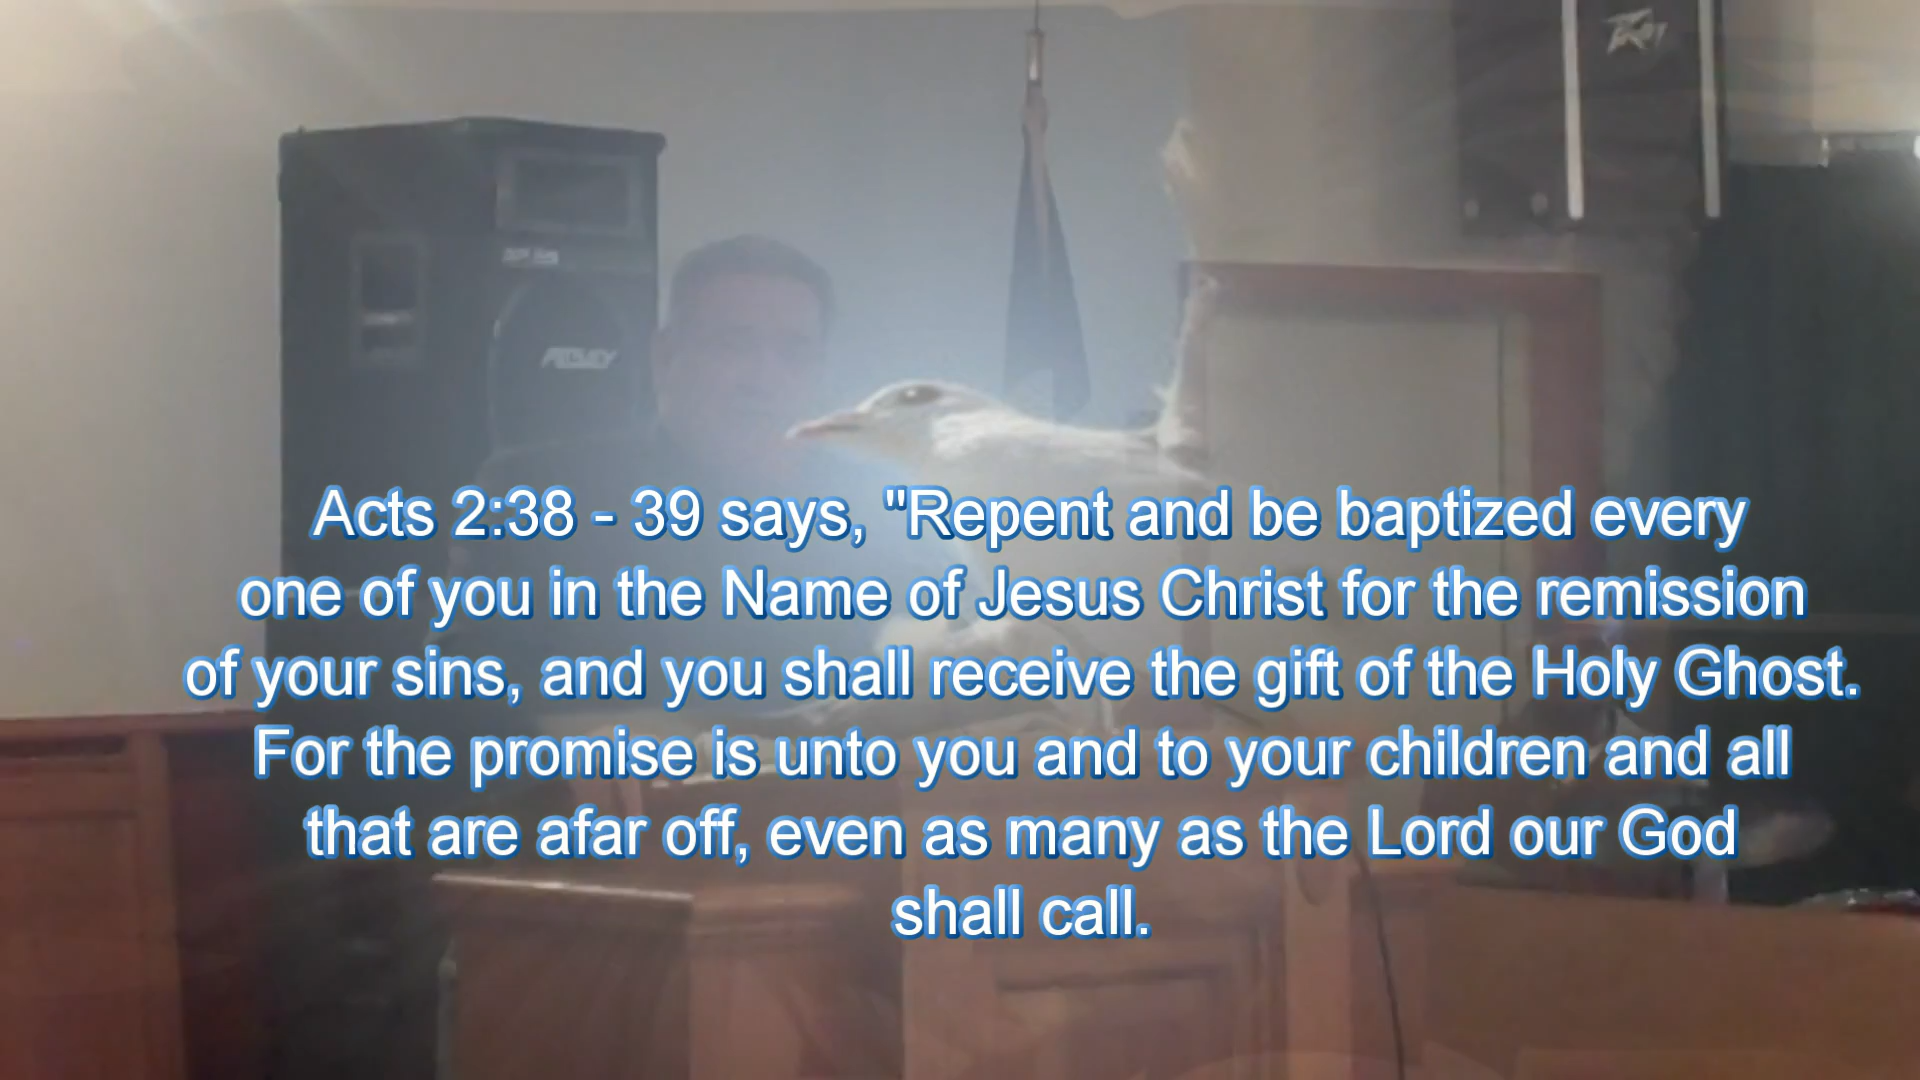 PEAVEY
PEAVEY
Acts 2:38 - 39 says, "Repent and be baptized every
one of you in the Name of Jesus Christ for the remission
of your sins, and you shall receive the gift of the Holy Ghost.
For the promise is unto you and to your children and all
that are afar off, even as many as the Lord our God
shall call.